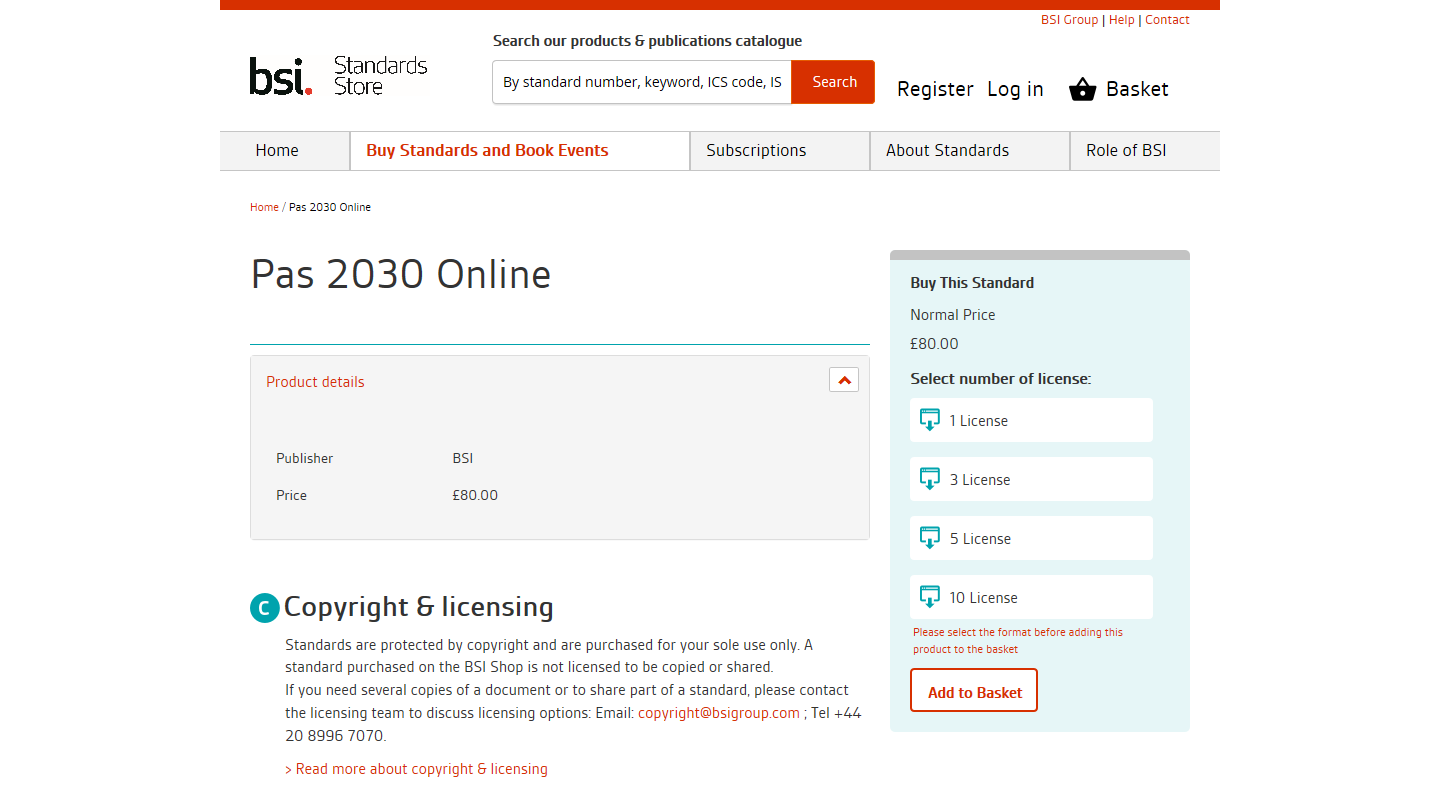 BSI Group | Help | Contact
Search our products & publications catalogue
bsi. Standards
Store
By standard number, keyword, ICS code, IS
Search
Register Log in Basket
Home
Buy Standards and Book Events
Subscriptions
About Standards
Role of BSI
Home / Pas 2030 Online
Pas 2030 Online
Product details
Publisher BSI
Price £80.00
C Copyright & licensing
Standards are protected by copyright and are purchased for your sole use only. A
standard purchased on the BSI Shop is not licensed to be copied or shared.
If you need several copies of a document or to share part of a standard, please contact
the licensing team to discuss licensing options: Email: copyright@bsigroup.com ; Tel +44
20 8996 7070.
> Read more about copyright & licensing
Buy This Standard
Normal Price
£80.00
Select number of license:
1 License
3 License
5 License
10 License
Please select the format before adding this
product to the basket
Add to Basket